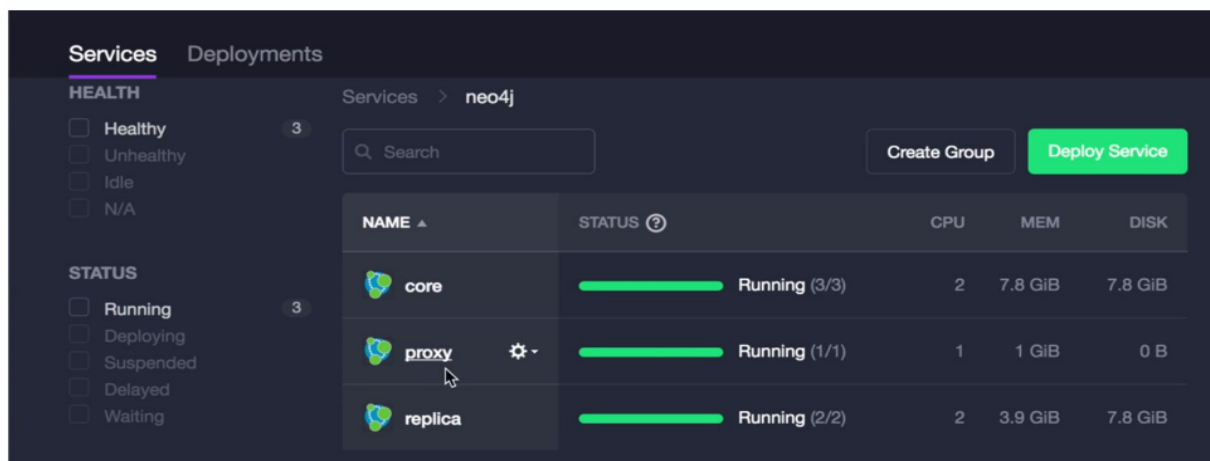 Services Deployments
HEALTH
Healthy 3
Unhealthy
Idle
N/A
STATUS
Running 3
Deploying
Suspended
Delayed
Waiting
Services > neo4j
Search
Create Group
Deploy Service
NAME STATUS ? CPU MEM DISK
core Running (3/3) 2 7.8 GiB 7.8 GiB
proxy Running (1/1) 1 1 GiB 0 B
replica Running (2/2) 2 3.9 GiB 7.8 GiB